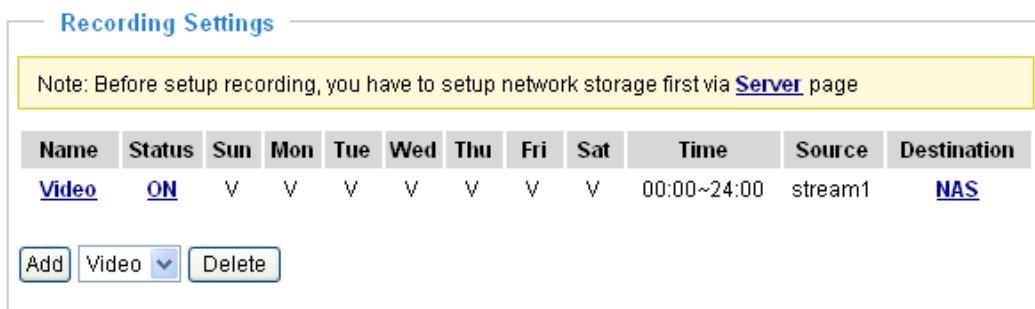 Recording Settings
Note: Before setup recording, you have to setup network storage first via Server page
Name Status Sun Mon Tue Wed Thu Fri Sat Time Source Destination
Video ON V V V V V V V 00:00~24:00 stream1 NAS
Add Video Delete